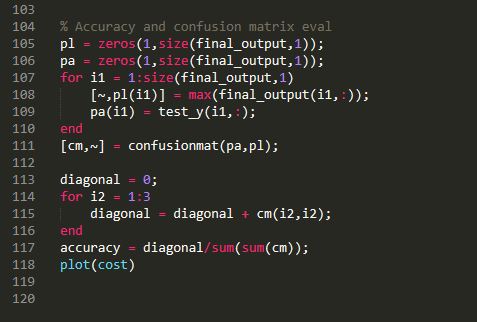 103
104 % Accuracy and confusion matrix eval
105 pl = zeros(1,size(final_output,1));
106 pa = zeros(1,size(final_output,1));
107 for i1 = 1:size(final_output,1)
108     [~,pl(i1)] = max(final_output(i1,:));
109     pa(i1) = test_y(i1,:);
110 end
111 [cm,~] = confusionmat(pa,pl);
112
113 diagonal = 0;
114 for i2 = 1:3
115     diagonal = diagonal + cm(i2,i2);
116 end
117 accuracy = diagonal/sum(sum(cm));
118 plot(cost)
119
120